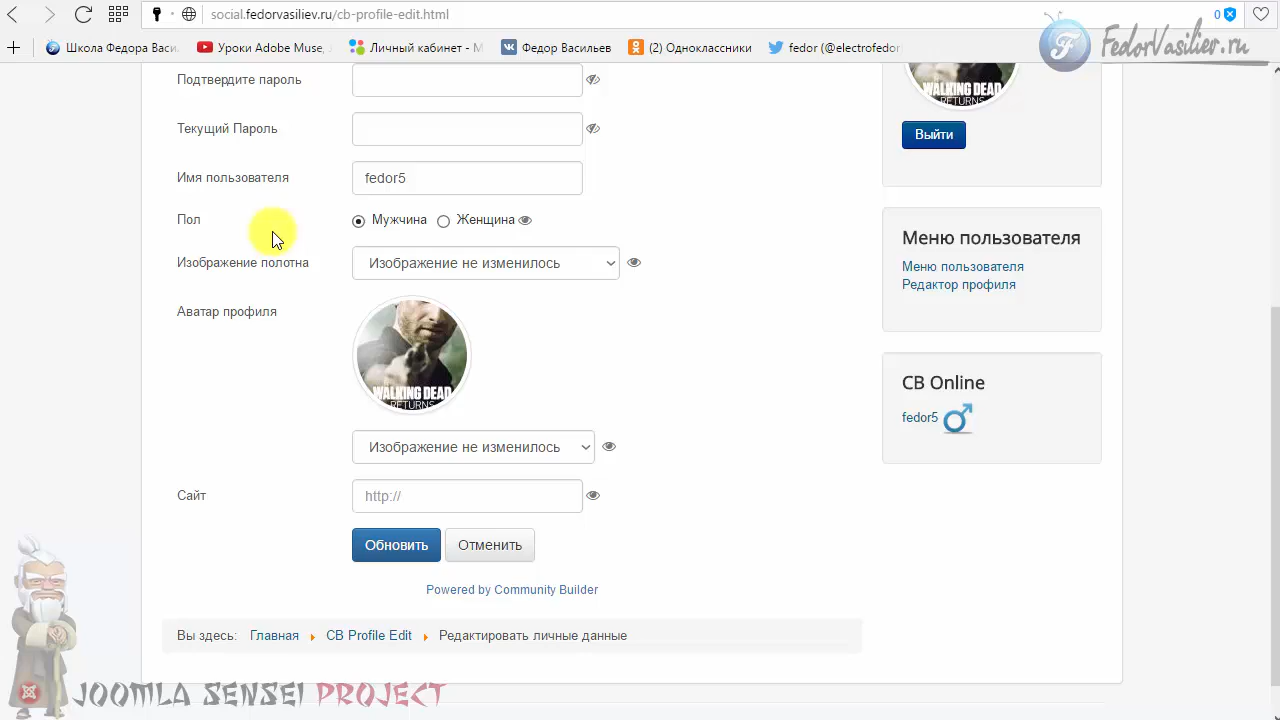 social.fedorvasiliev.ru/cb-profile-edit.html
0
Школа Федора Васи.
Уроки Adobe Muse,
Личный кабинет - М
Федор Васильев
(2) Одноклассники
fedor (@electrofedor)
FedorVasiliev.ru
Подтвердите пароль
WALKING DEAD
RETURNS
Текущий Пароль
Выйти
Имя пользователя
fedor5
Пол
Мужчина
Женщина
Меню пользователя
Изображение полотна
Изображение не изменилось
Меню пользователя
Редактор профиля
Аватар профиля
WALKING DEAD
RETURNS
CB Online
fedor5
Изображение не изменилось
Сайт
http://
Обновить
Отменить
Powered by Community Builder
Вы здесь: Главная CB Profile Edit Редактировать личные данные
JOOMLA SENSEI PROJECT